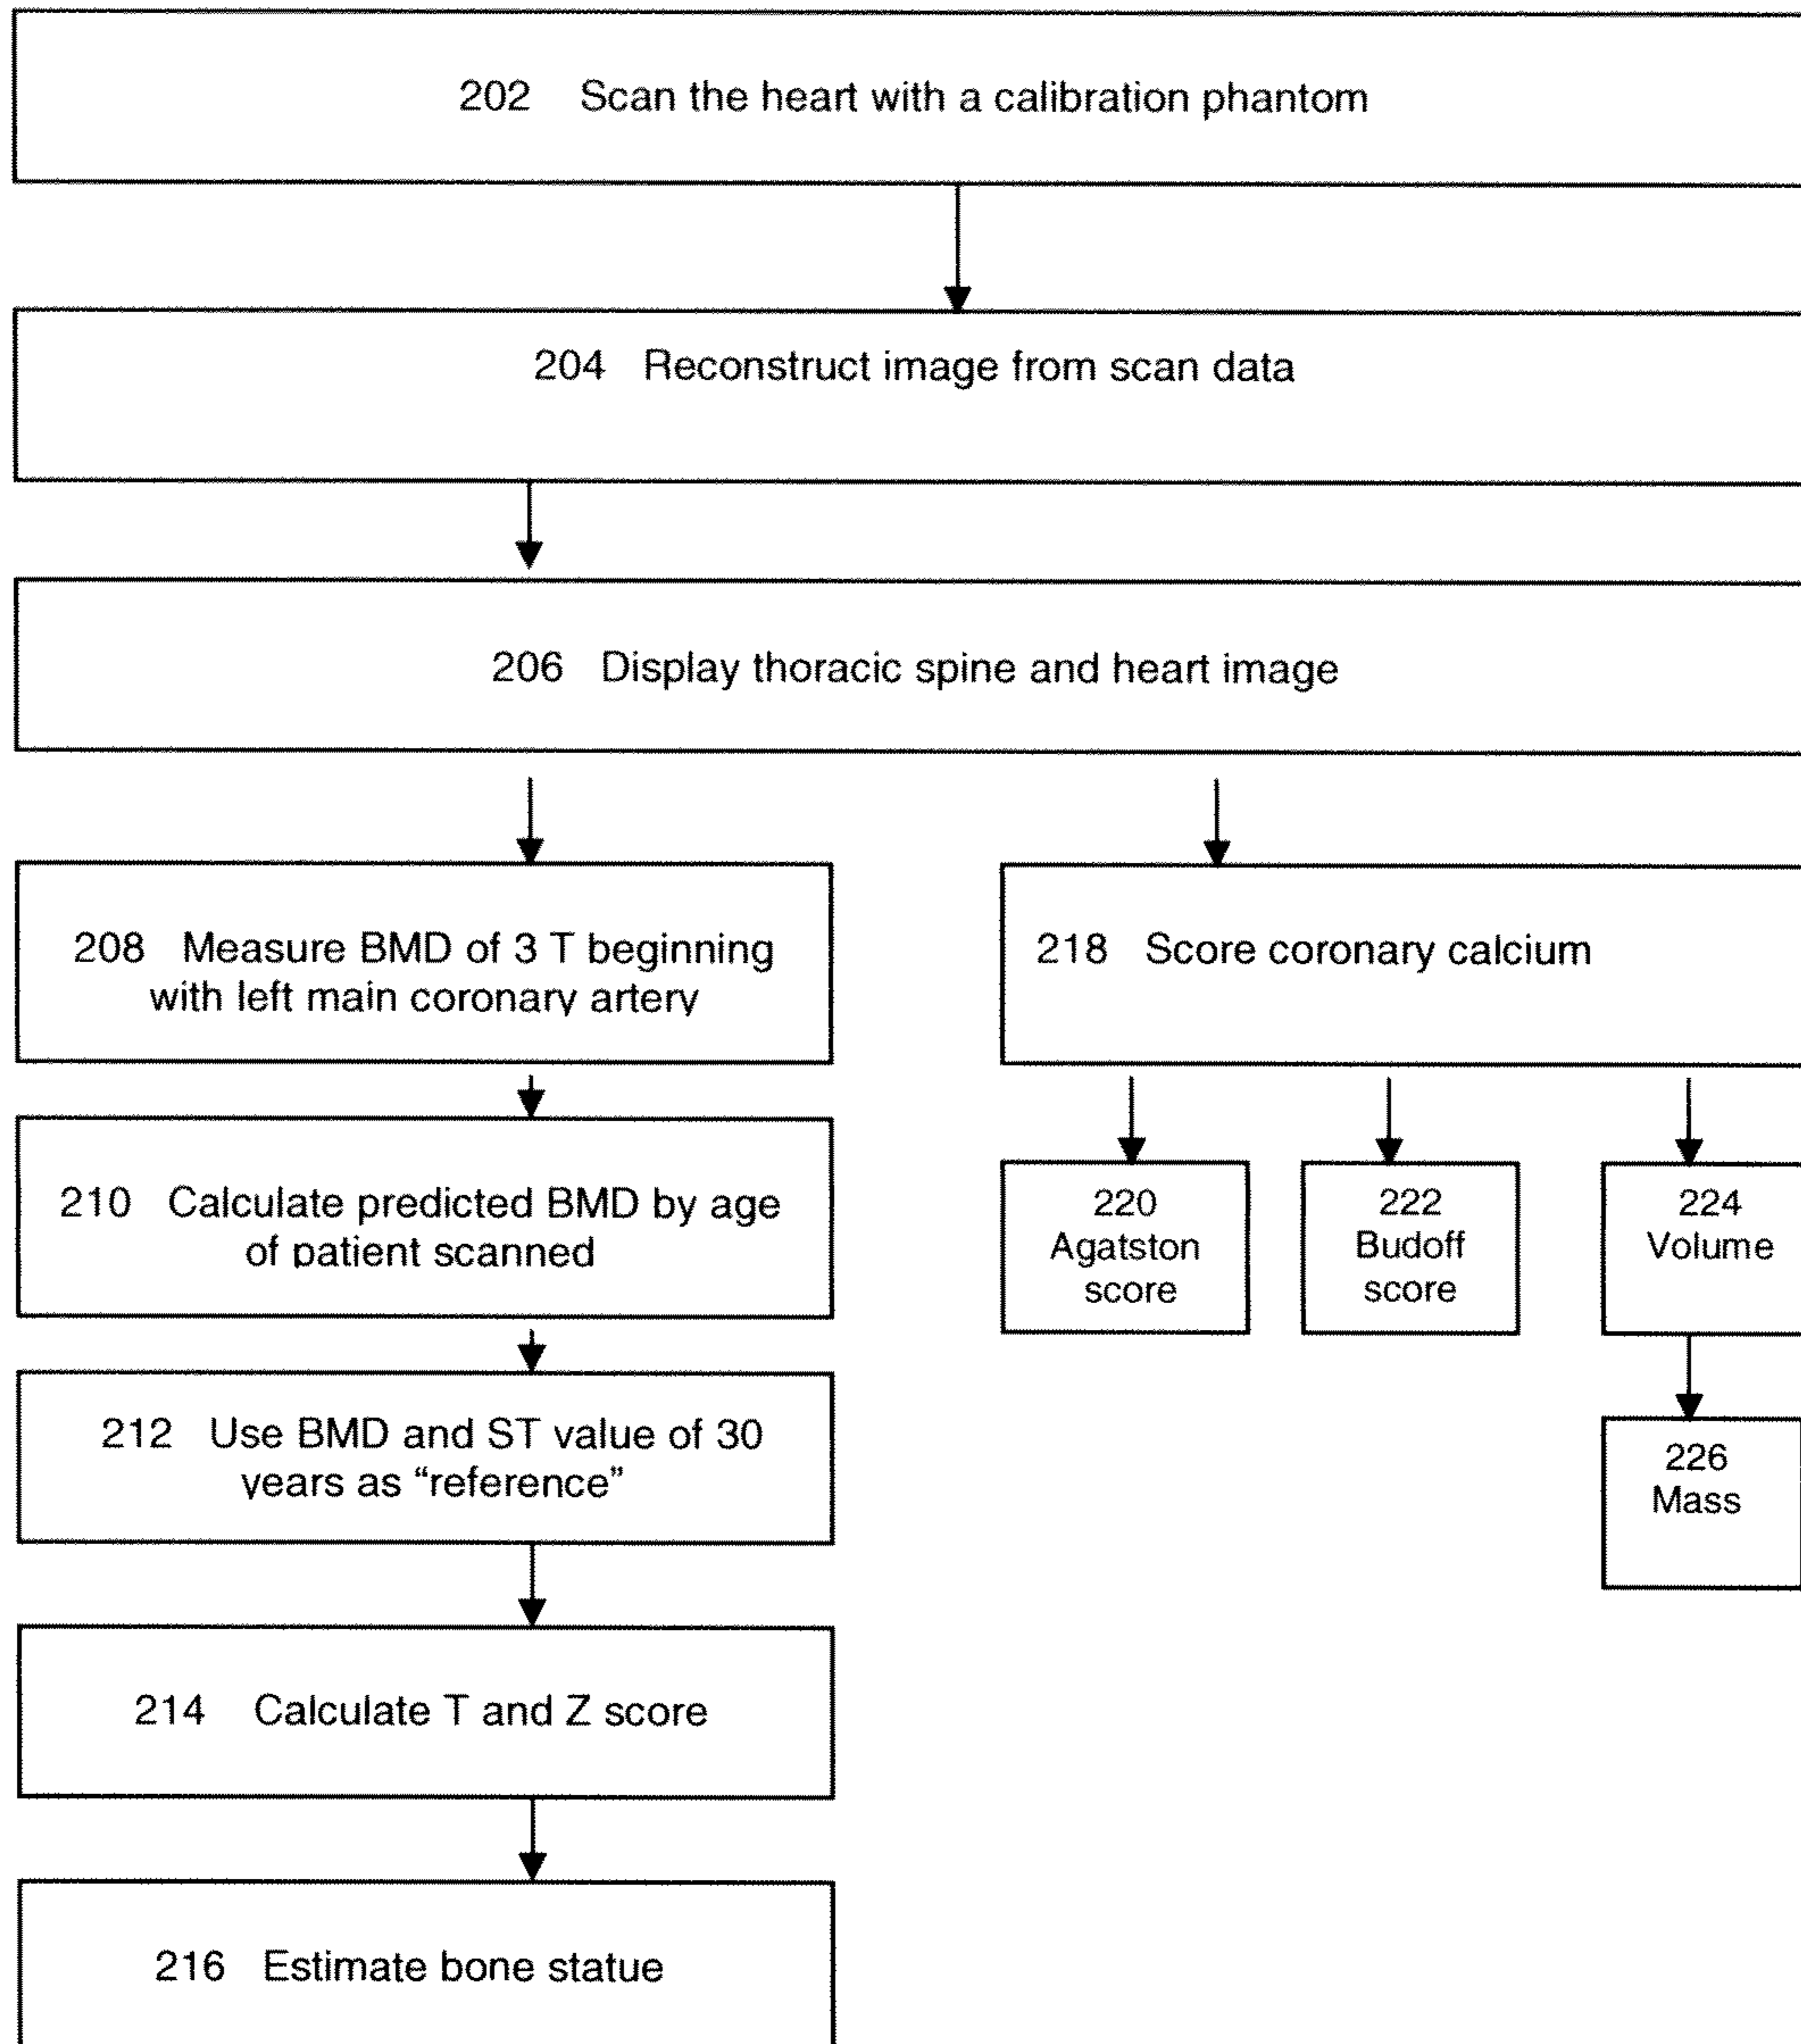 202 Scan the heart with a calibration phantom
204 Reconstruct image from scan data
206 Display thoracic spine and heart image
208 Measure BMD of 3 T beginning
with left main coronary artery
210 Calculate predicted BMD by age
of patient scanned
212 Use BMD and ST value of 30
years as “reference”
214 Calculate T and Z score
216 Estimate bone statue
218 Score coronary calcium
220
Agatston
score
222
Budoff
score
224
Volume
226
Mass